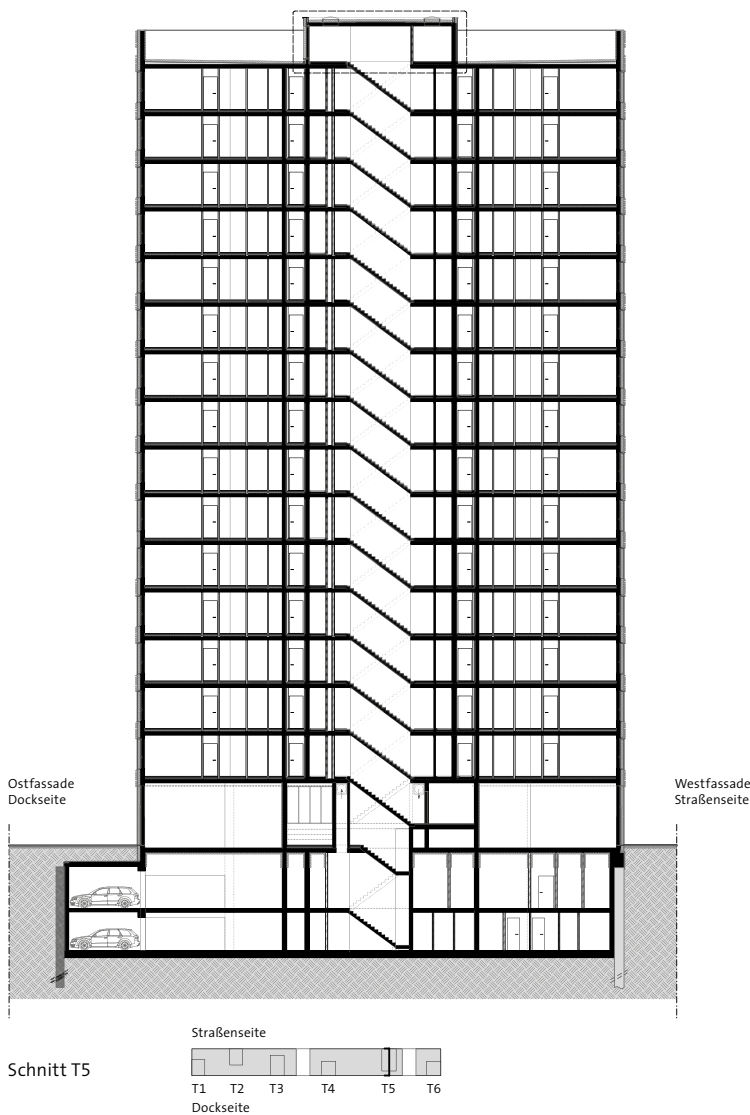 Ostfassade
Dockseite
Westfassade
Straßenseite
Straßenseite
Schnitt T5
T1 T2 T3 T4 T5 T6
Dockseite